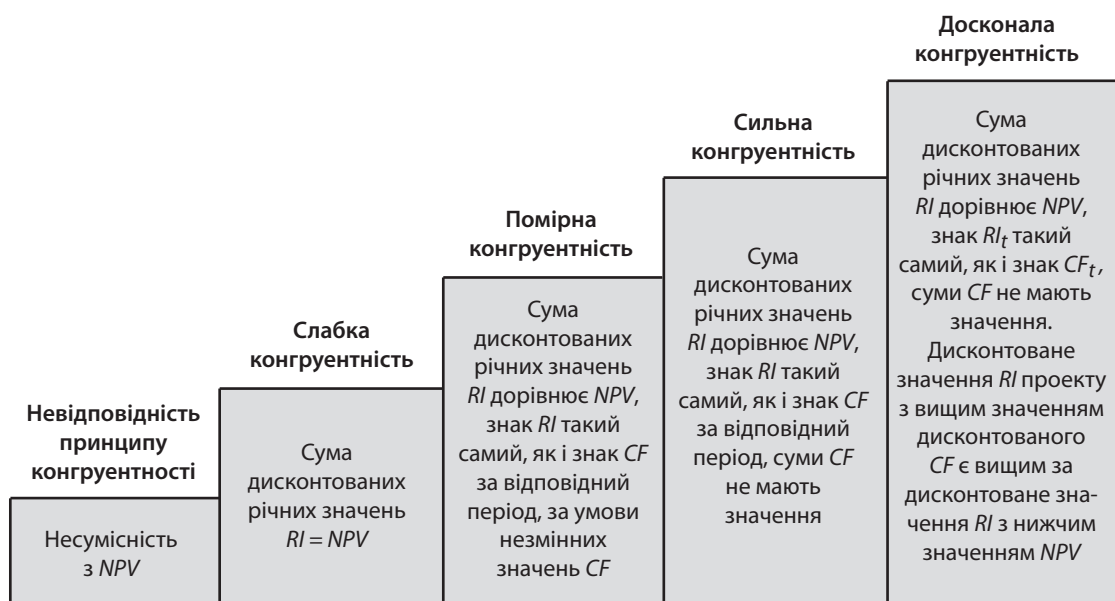 Невідповідність
принципу
конгруентності
Несумісність
з NPV
Слабка
конгруентність
Сума
дисконтованих
річних значень
RI = NPV
Помірна
конгруентність
Сума
дисконтованих
річних значень
RI дорівнює NPV,
знак RI такий
самий, як і знак CF
за відповідний
період, за умови
незмінних
значень CF
Сильна
конгруентність
Сума
дисконтованих
річних значень
RI дорівнює NPV,
знак RI такий
самий, як і знак CF
за відповідний
період, суми CF
не мають
значення
Досконала
конгруентність
Сума
дисконтованих
річних значень
RI дорівнює NPV,
знак RIt такий
самий, як і знак CFt,
суми CF не мають
значення.
Дисконтоване
значення RI проекту
з вищим значенням
дисконтованого
CF є вищим за
дисконтоване зна-
чення RI з нижчим
значенням NPV